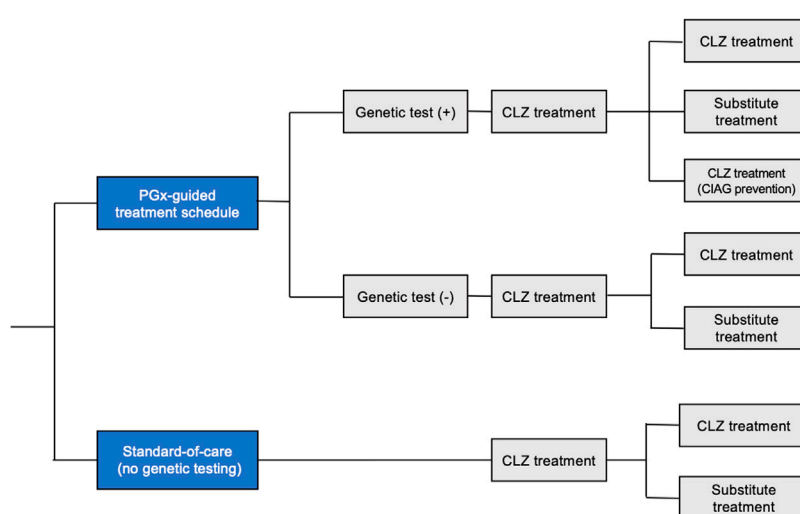 CLZ treatment
Genetic test (+)
CLZ treatment
Substitute
treatment
CLZ treatment
(CIAG prevention)
PGx-guided
treatment schedule
Genetic test (-)
CLZ treatment
CLZ treatment
Substitute
treatment
Standard-of-care
(no genetic testing)
CLZ treatment
CLZ treatment
Substitute
treatment